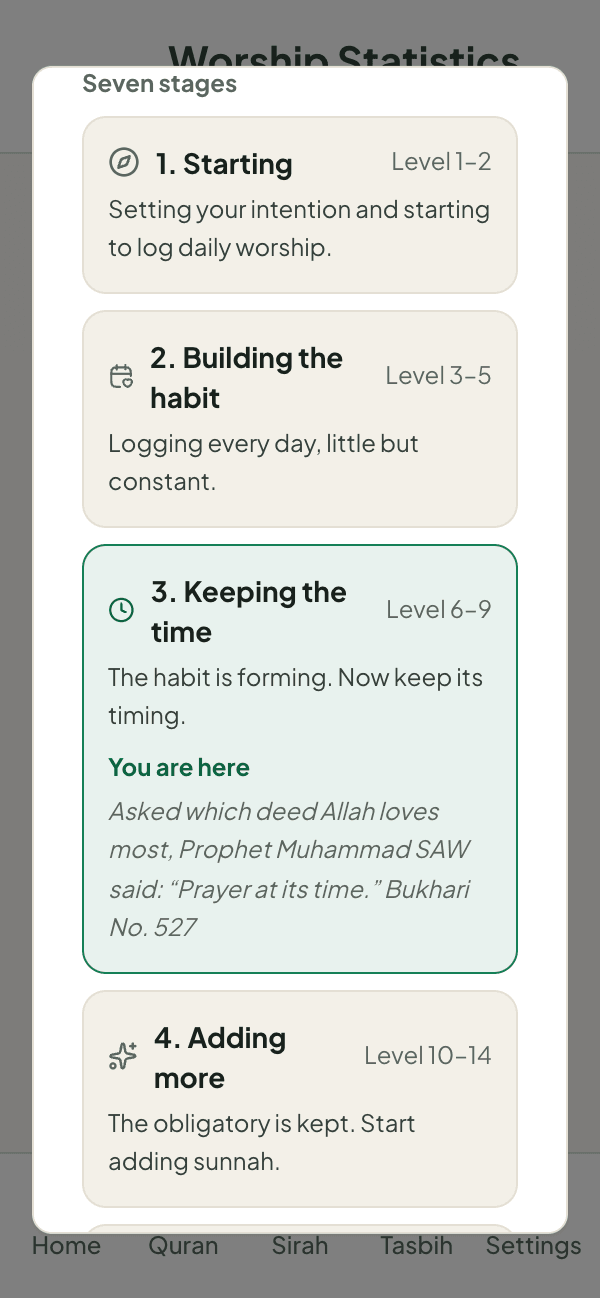 Worship Statistics
Seven stages
1. Starting
Level 1–2
Setting your intention and starting
to log daily worship.
2. Building the
habit
Level 3–5
Logging every day, little but
constant.
3. Keeping the
time
Level 6–9
The habit is forming. Now keep its
timing.
You are here
Asked which deed Allah loves
most, Prophet Muhammad SAW
said: “Prayer at its time.” Bukhari
No. 527
4. Adding
more
Level 10–14
The obligatory is kept. Start
adding sunnah.
Home Quran Sirah Tasbih Settings